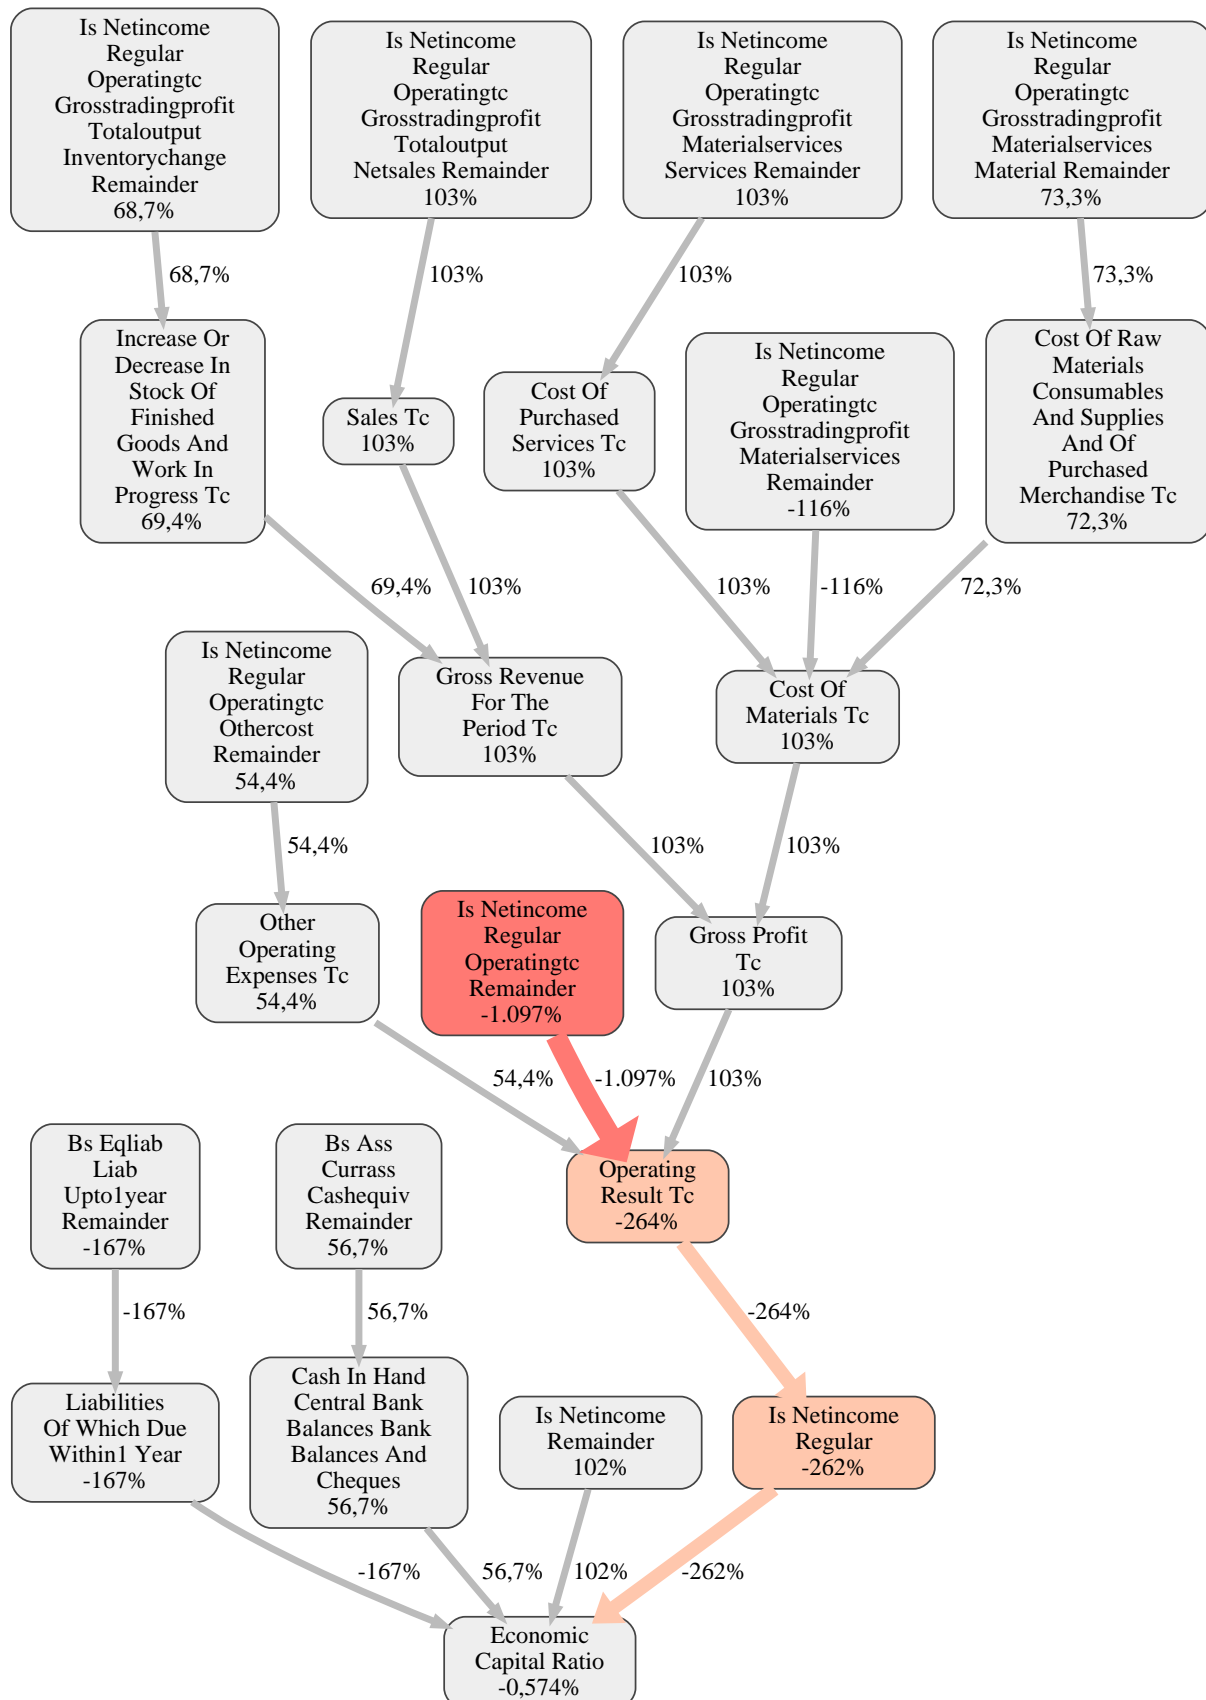 Is Netincome
Regular
Operatingtc
Grosstradingprofit
Totaloutput
Inventorychange
Remainder
68,7%
Is Netincome
Regular
Operatingtc
Grosstradingprofit
Totaloutput
Netsales Remainder
103%
Is Netincome
Regular
Operatingtc
Grosstradingprofit
Materialservices
Services Remainder
103%
Is Netincome
Regular
Operatingtc
Grosstradingprofit
Materialservices
Material Remainder
73,3%
68,7%
103%
103%
73,3%
Increase Or
Decrease In
Stock Of
Finished
Goods And
Work In
Progress Tc
69,4%
Sales Tc
103%
Cost Of
Purchased
Services Tc
103%
Is Netincome
Regular
Operatingtc
Grosstradingprofit
Materialservices
Remainder
-116%
Cost Of Raw
Materials
Consumables
And Supplies
And Of
Purchased
Merchandise Tc
72,3%
69,4%
103%
103%
-116%
72,3%
Is Netincome
Regular
Operatingtc
Othercost
Remainder
54,4%
Gross Revenue
For The
Period Tc
103%
Cost Of
Materials Tc
103%
54,4%
103%
103%
Other
Operating
Expenses Tc
54,4%
Is Netincome
Regular
Operatingtc
Remainder
-1.097%
Gross Profit
Tc
103%
54,4%
-1.097%
103%
Bs Eqliab
Liab
Upto1year
Remainder
-167%
Bs Ass
Currass
Cashequiv
Remainder
56,7%
Operating
Result Tc
-264%
-167%
56,7%
-264%
Liabilities
Of Which Due
Within1 Year
-167%
Cash In Hand
Central Bank
Balances Bank
Balances And
Cheques
56,7%
Is Netincome
Remainder
102%
Is Netincome
Regular
-262%
-167%
56,7%
102%
-262%
Economic
Capital Ratio
-0,574%